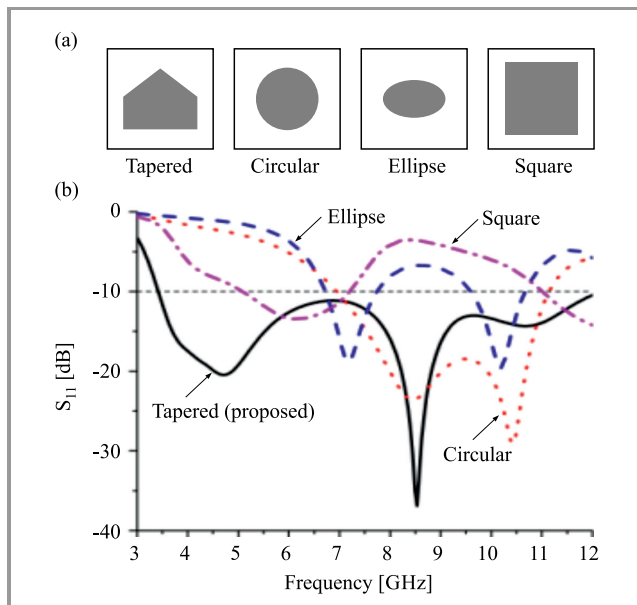 (a)
Tapered Circular Ellipse Square
(b)
0
-10
-20
-30
-40
S11 [dB]
Ellipse
Square
Tapered (proposed)
Circular
3 4 5 6 7 8 9 10 11 12
Frequency [GHz]